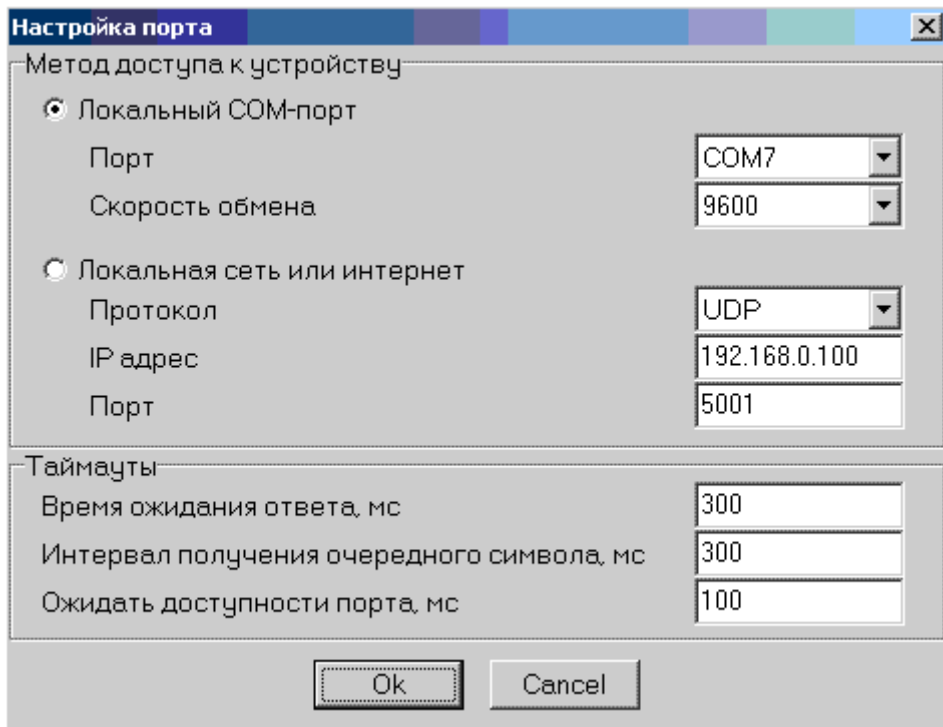 Настройка порта
Метод доступа к устройству
Локальный COM-порт
Порт COM7
Скорость обмена 9600
Локальная сеть или интернет
Протокол UDP
IP адрес 192.168.0.100
Порт 5001
Таймауты
Время ожидания ответа, мс 300
Интервал получения очередного символа, мс 300
Ожидать доступности порта, мс 100
Ok Cancel